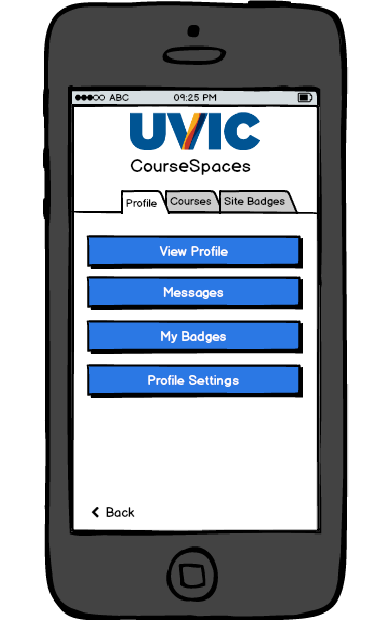 ABC 09:25 PM
UVIC
CourseSpaces
Profile Courses Site Badges
View Profile
Messages
My Badges
Profile Settings
Back